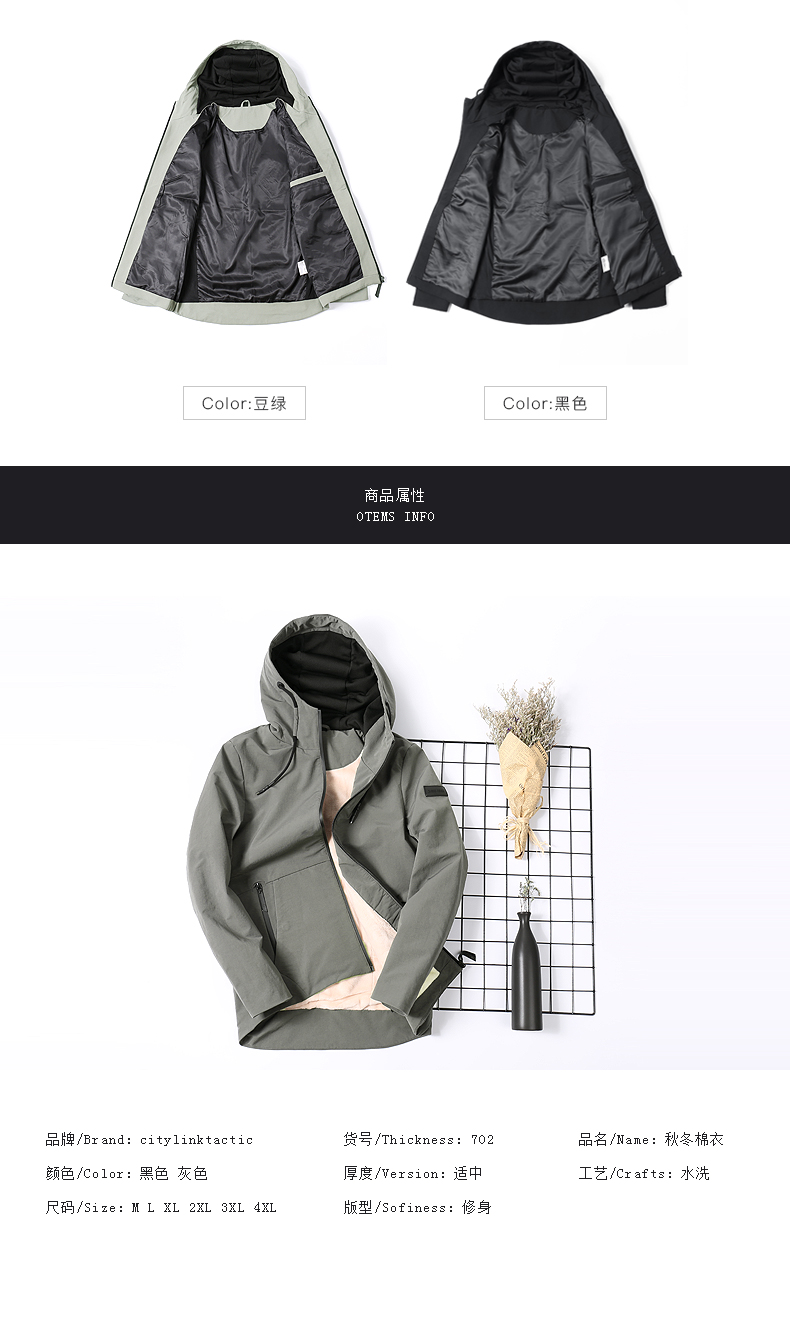 Color:豆绿
Color:黑色
商品属性
OTEMS INFO
品牌/Brand: citylinktactic
货号/Thickness: 702
品名/Name: 秋冬棉衣
颜色/Color: 黑色 灰色
厚度/Version: 适中
工艺/Crafts: 水洗
尺码/Size: M L XL 2XL 3XL 4XL
版型/Sofiness: 修身